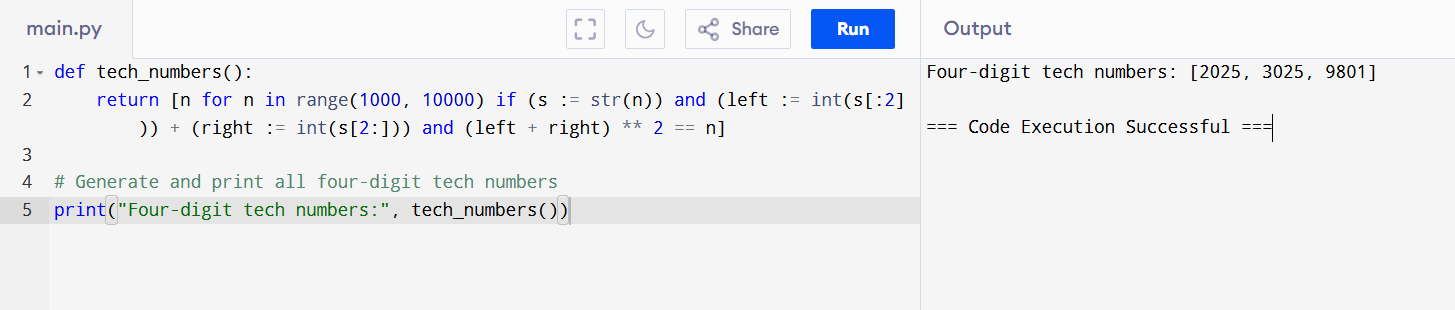 main.py
Share
Run
Output
1 def tech_numbers():
2     return [n for n in range(1000, 10000) if (s := str(n)) and (left := int(s[:2]
        )) + (right := int(s[2:])) and (left + right) ** 2 == n]
3
4 # Generate and print all four-digit tech numbers
5 print("Four-digit tech numbers:", tech_numbers())
Four-digit tech numbers: [2025, 3025, 9801]
=== Code Execution Successful ===